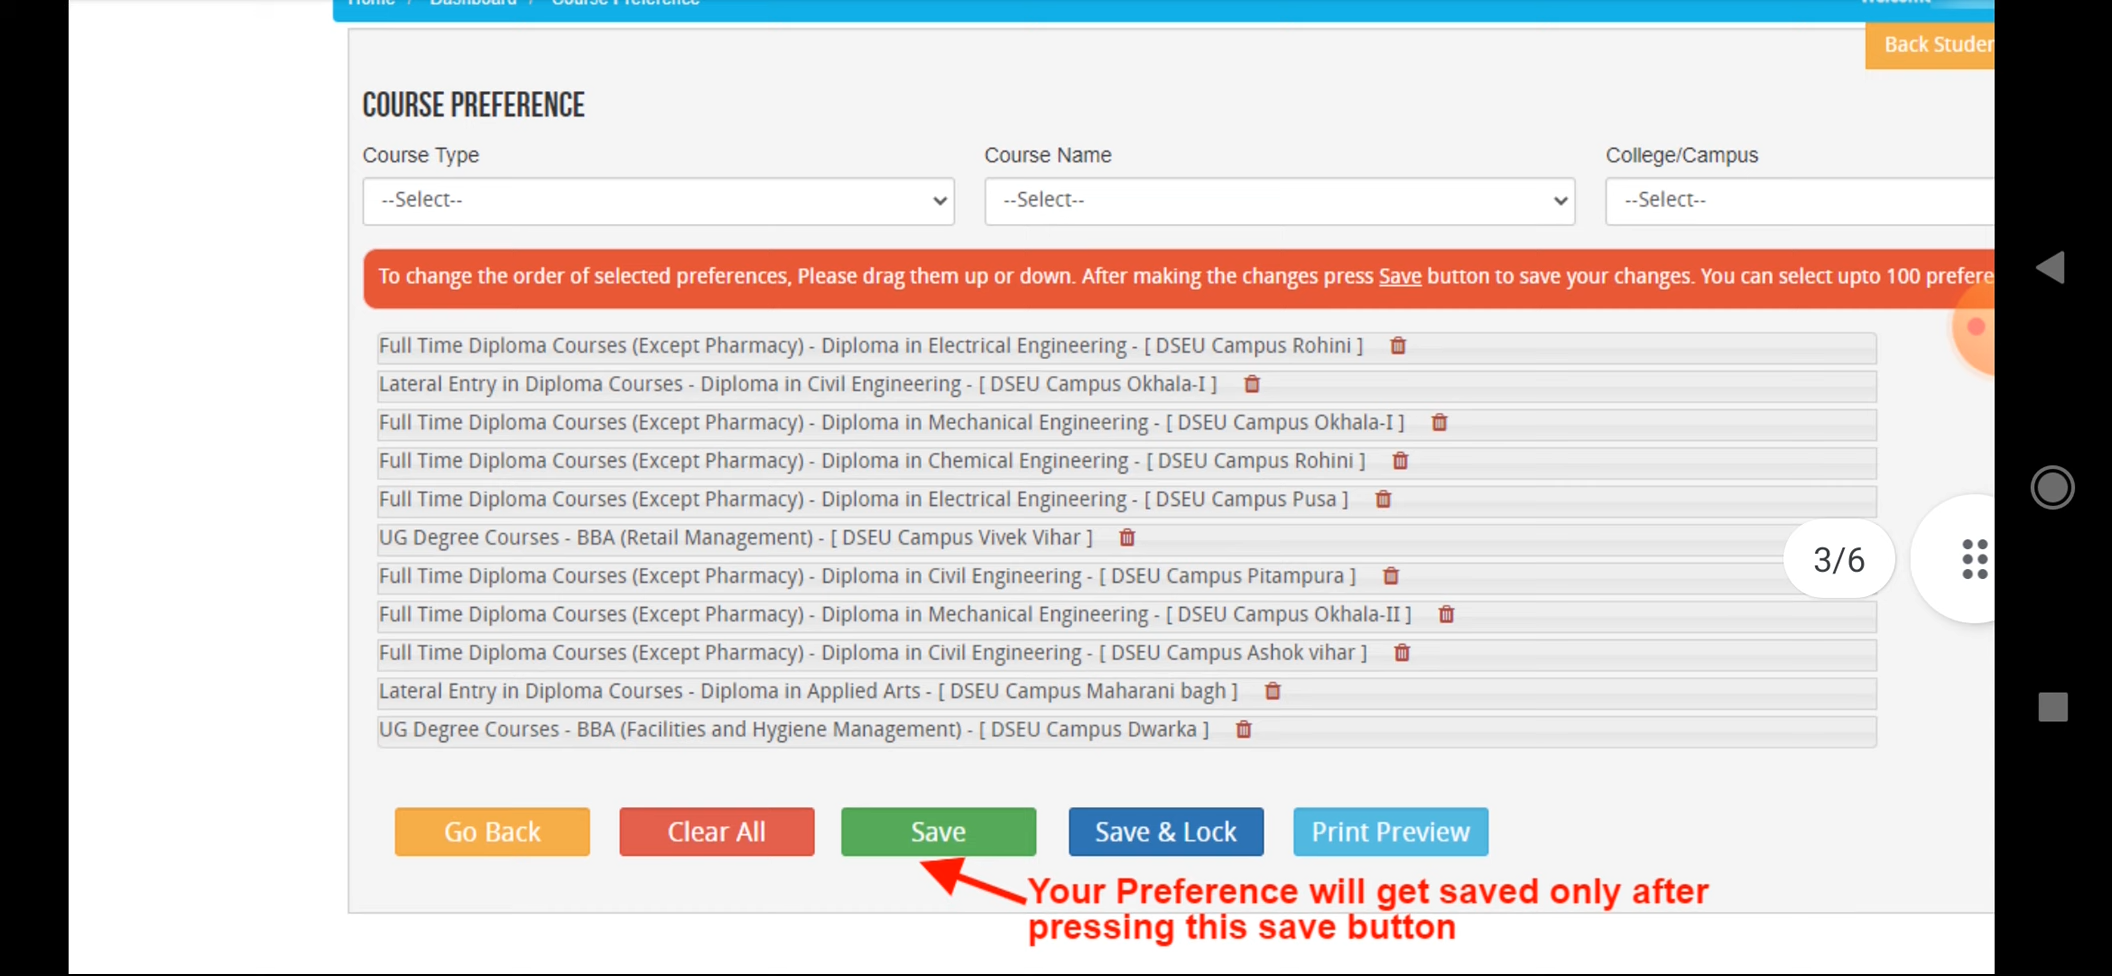 Home / Dashboard / Course Preference
Welcome
Back Studen
COURSE PREFERENCE
Course Type
Course Name
College/Campus
--Select--
--Select--
--Select--
To change the order of selected preferences, Please drag them up or down. After making the changes press Save button to save your changes. You can select upto 100 prefere
Full Time Diploma Courses (Except Pharmacy) - Diploma in Electrical Engineering - [ DSEU Campus Rohini ]
Lateral Entry in Diploma Courses - Diploma in Civil Engineering - [ DSEU Campus Okhala-I ]
Full Time Diploma Courses (Except Pharmacy) - Diploma in Mechanical Engineering - [ DSEU Campus Okhala-I ]
Full Time Diploma Courses (Except Pharmacy) - Diploma in Chemical Engineering - [ DSEU Campus Rohini ]
Full Time Diploma Courses (Except Pharmacy) - Diploma in Electrical Engineering - [ DSEU Campus Pusa ]
UG Degree Courses - BBA (Retail Management) - [ DSEU Campus Vivek Vihar ]
Full Time Diploma Courses (Except Pharmacy) - Diploma in Civil Engineering - [ DSEU Campus Pitampura ]
3/6
Full Time Diploma Courses (Except Pharmacy) - Diploma in Mechanical Engineering - [ DSEU Campus Okhala-II ]
Full Time Diploma Courses (Except Pharmacy) - Diploma in Civil Engineering - [ DSEU Campus Ashok vihar ]
Lateral Entry in Diploma Courses - Diploma in Applied Arts - [ DSEU Campus Maharani bagh ]
UG Degree Courses - BBA (Facilities and Hygiene Management) - [ DSEU Campus Dwarka ]
Go Back
Clear All
Save
Save & Lock
Print Preview
Your Preference will get saved only after
pressing this save button